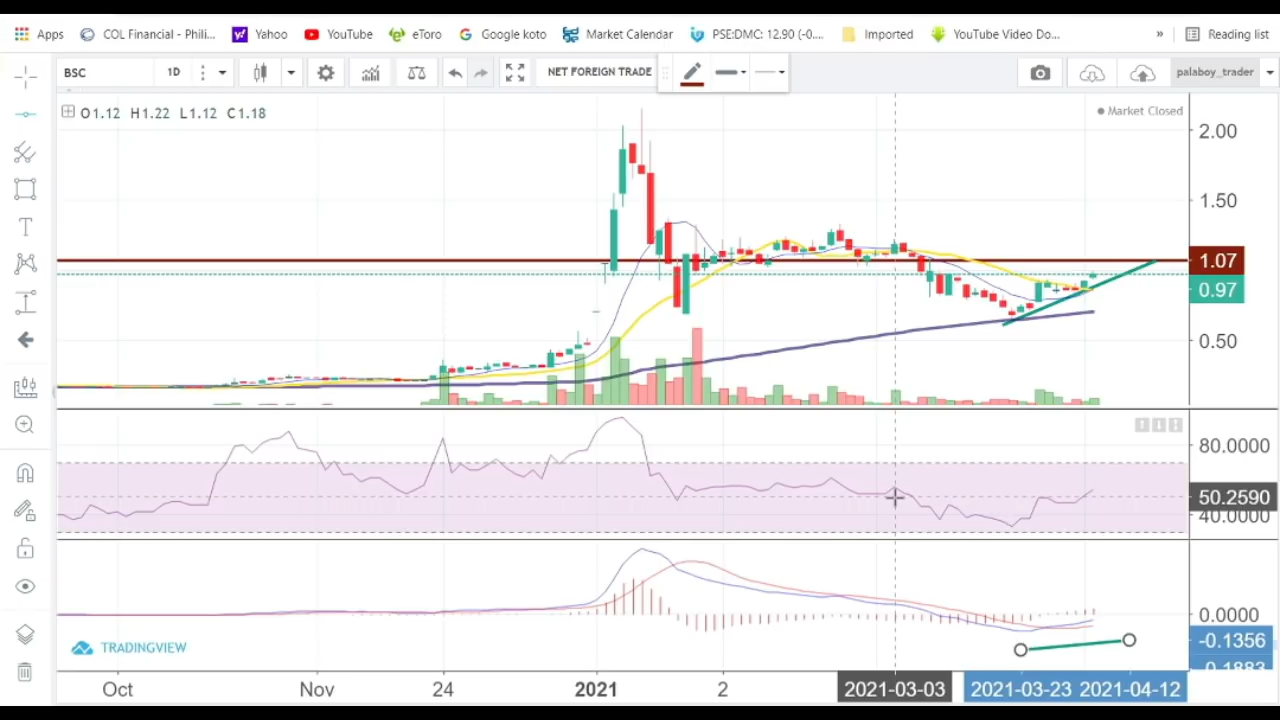 Apps COL Financial - Phili... Yahoo YouTube eToro Google koto Market Calendar PSE:DMC: 12.90 (-0.... Imported YouTube Video Do... » Reading list
BSC 1D NET FOREIGN TRADE palaboy_trader
O1.12 H1.22 L1.12 C1.18
Market Closed
2.00
1.50
1.07
0.97
0.50
80.0000
50.2590
40.0000
0.0000
-0.1356
0.1883
TRADINGVIEW
Oct Nov 24 2021 2 2021-03-03 2021-03-23 2021-04-12